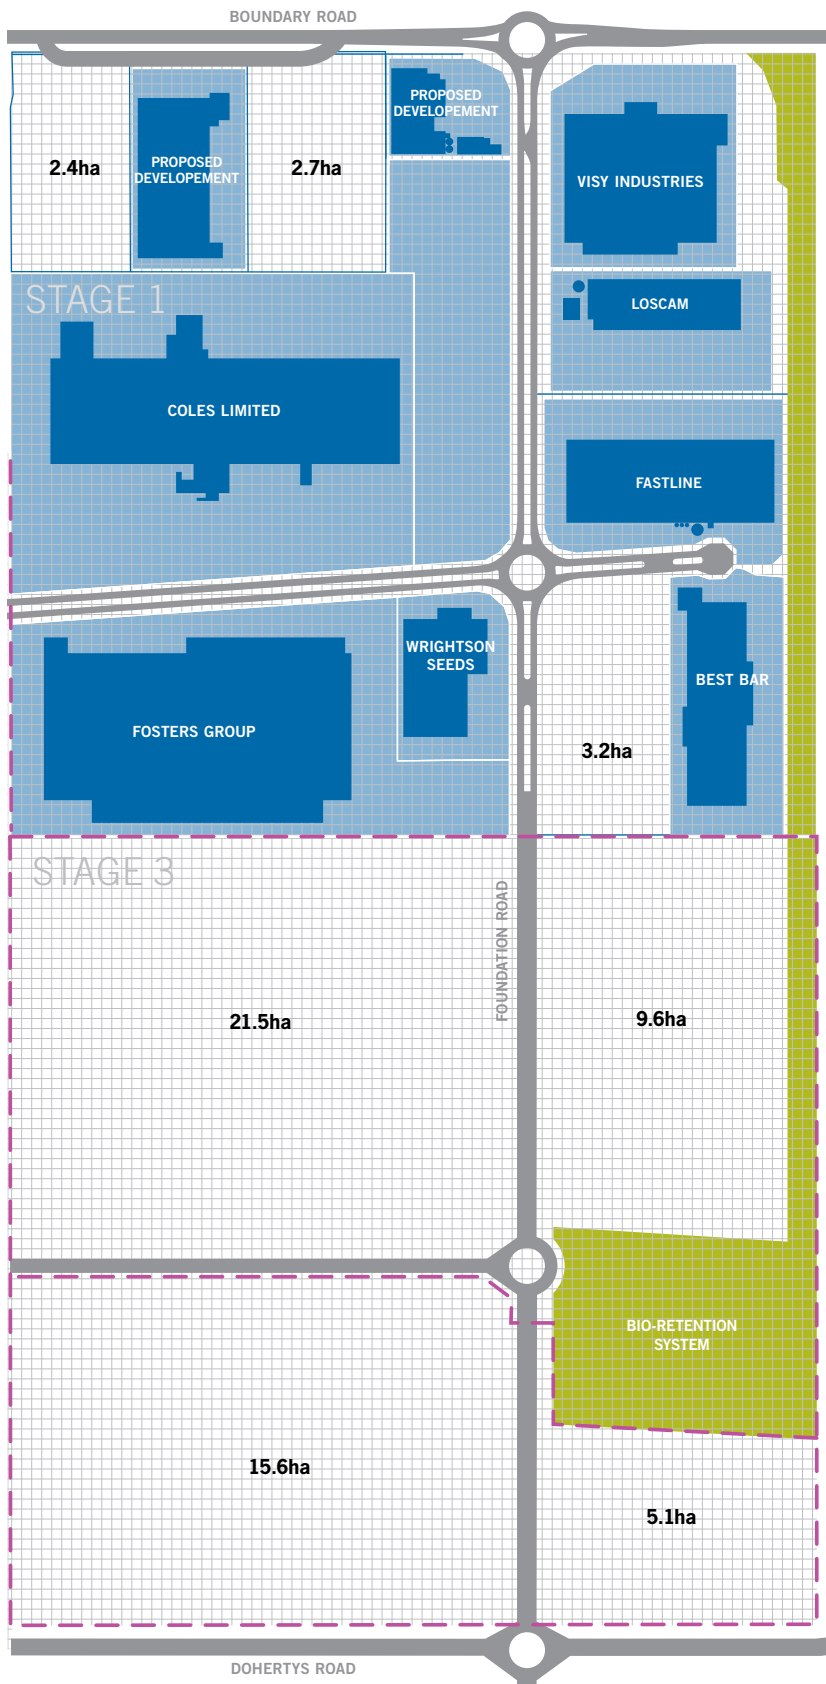 BOUNDARY ROAD
PROPOSED
DEVELOPEMENT
2.4ha
PROPOSED
DEVELOPEMENT
2.7ha
VISY INDUSTRIES
STAGE 1
LOSCAM
COLES LIMITED
FASTLINE
WRIGHTSON
SEEDS
BEST BAR
FOSTERS GROUP
3.2ha
STAGE 3
FOUNDATION ROAD
21.5ha
9.6ha
BIO-RETENTION
SYSTEM
15.6ha
5.1ha
DOHERTYS ROAD